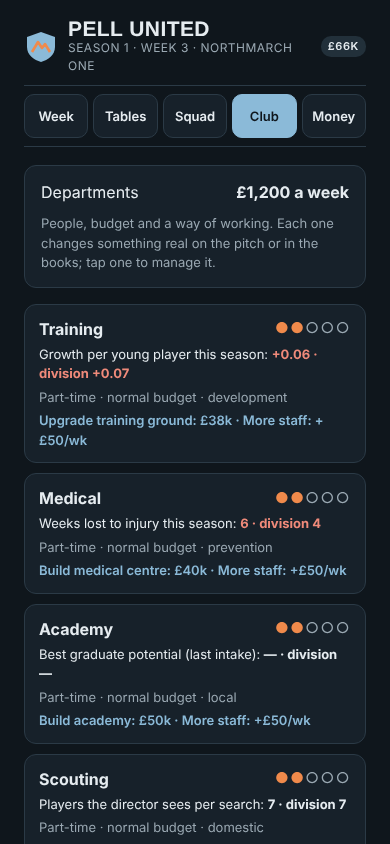 PELL UNITED
SEASON 1 · WEEK 3 · NORTHMARCH
ONE
£66K
Week
Tables
Squad
Club
Money
Departments
£1,200 a week
People, budget and a way of working. Each one
changes something real on the pitch or in the
books; tap one to manage it.
Training
Growth per young player this season: +0.06 ·
division +0.07
Part-time · normal budget · development
Upgrade training ground: £38k · More staff: +
£50/wk
Medical
Weeks lost to injury this season: 6 · division 4
Part-time · normal budget · prevention
Build medical centre: £40k · More staff: +£50/wk
Academy
Best graduate potential (last intake): — · division
—
Part-time · normal budget · local
Build academy: £50k · More staff: +£50/wk
Scouting
Players the director sees per search: 7 · division 7
Part-time · normal budget · domestic